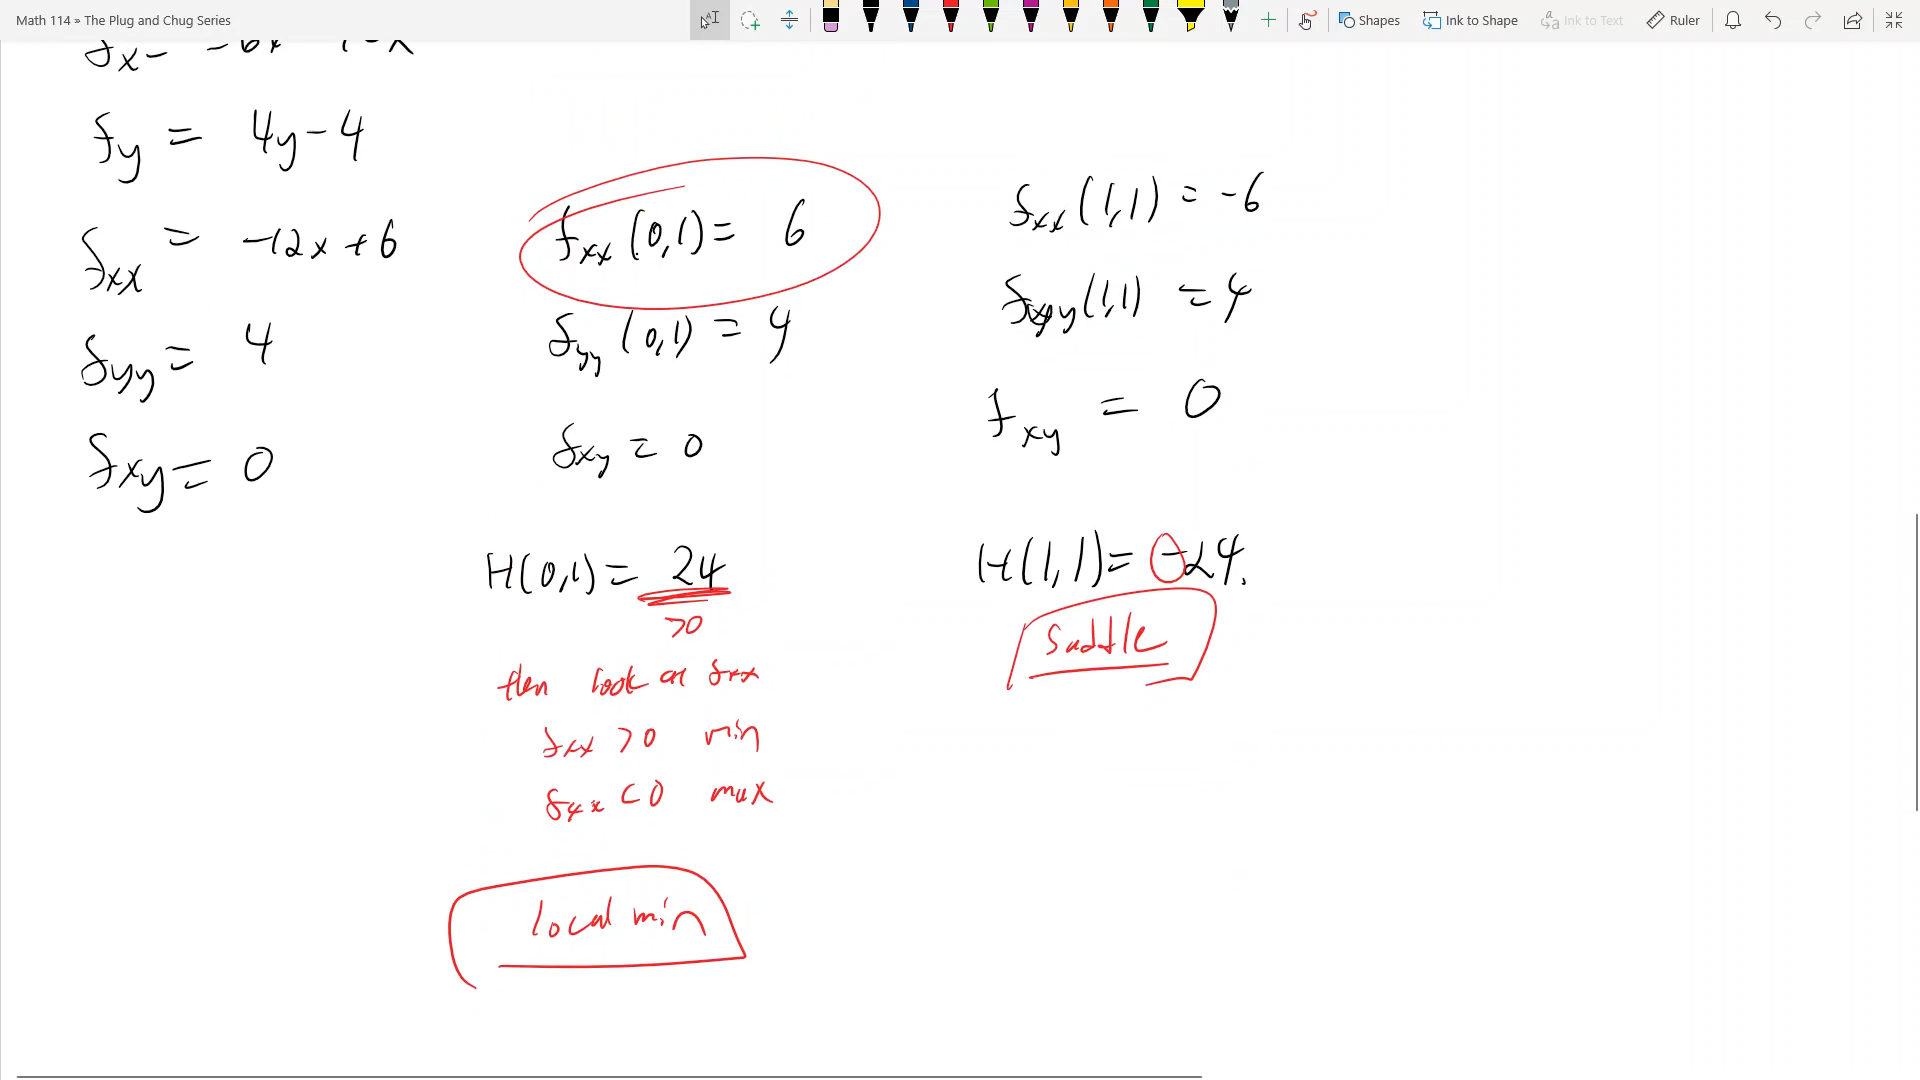 Math 114 » The Plug and Chug Series
Shapes
Ink to Shape
Ink to Text
Ruler
fx = -6x
fy = 4y - 4
fxx = -12x + 6
fyy = 4
fxy = 0
fxx (0,1) = 6
fyy (0,1) = 4
fxy = 0
H(0,1) = 24
>0
then look at fxx
fxx >0 min
fxx <0 max
local min
fxx (1,1) = -6
fyy (1,1) = 4
fxy = 0
H(1,1) = -24.
Saddle